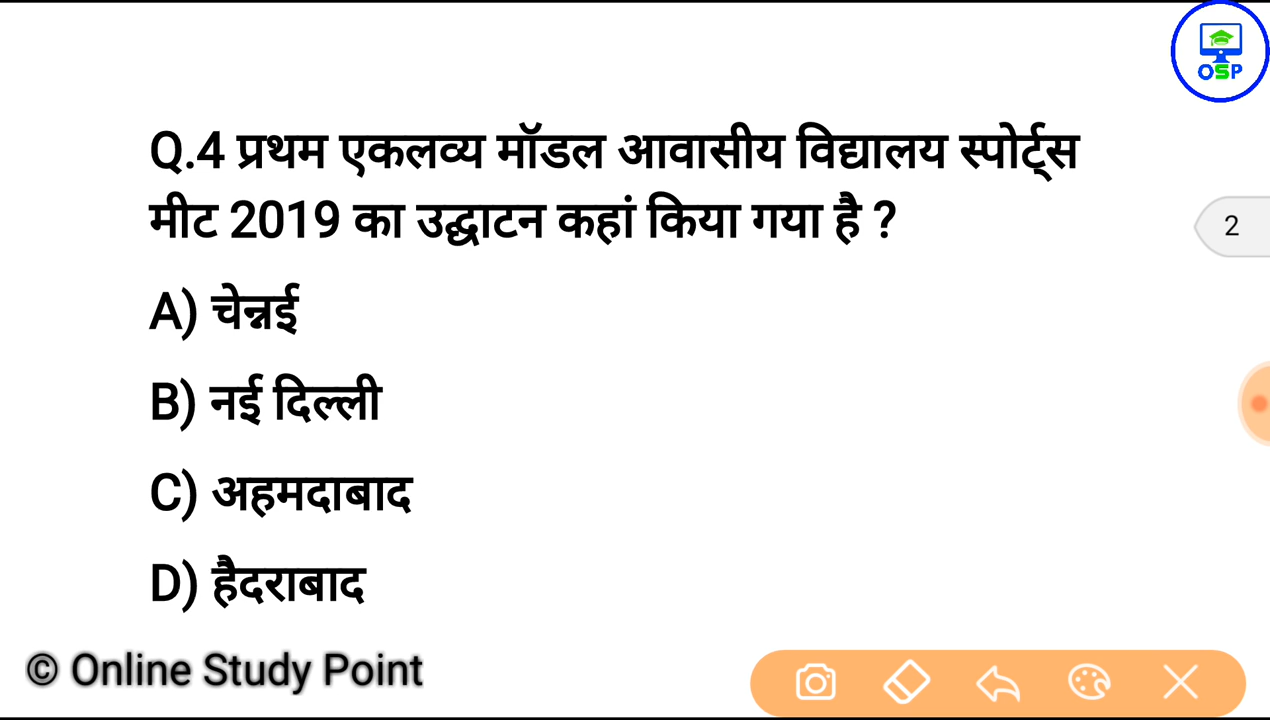 OSP
Q.4 प्रथम एकलव्य मॉडल आवासीय विद्यालय स्पोर्ट्स
मीट 2019 का उद्घाटन कहां किया गया है ?
2
A) चेन्नई
B) नई दिल्ली
C) अहमदाबाद
D) हैदराबाद
© Online Study Point